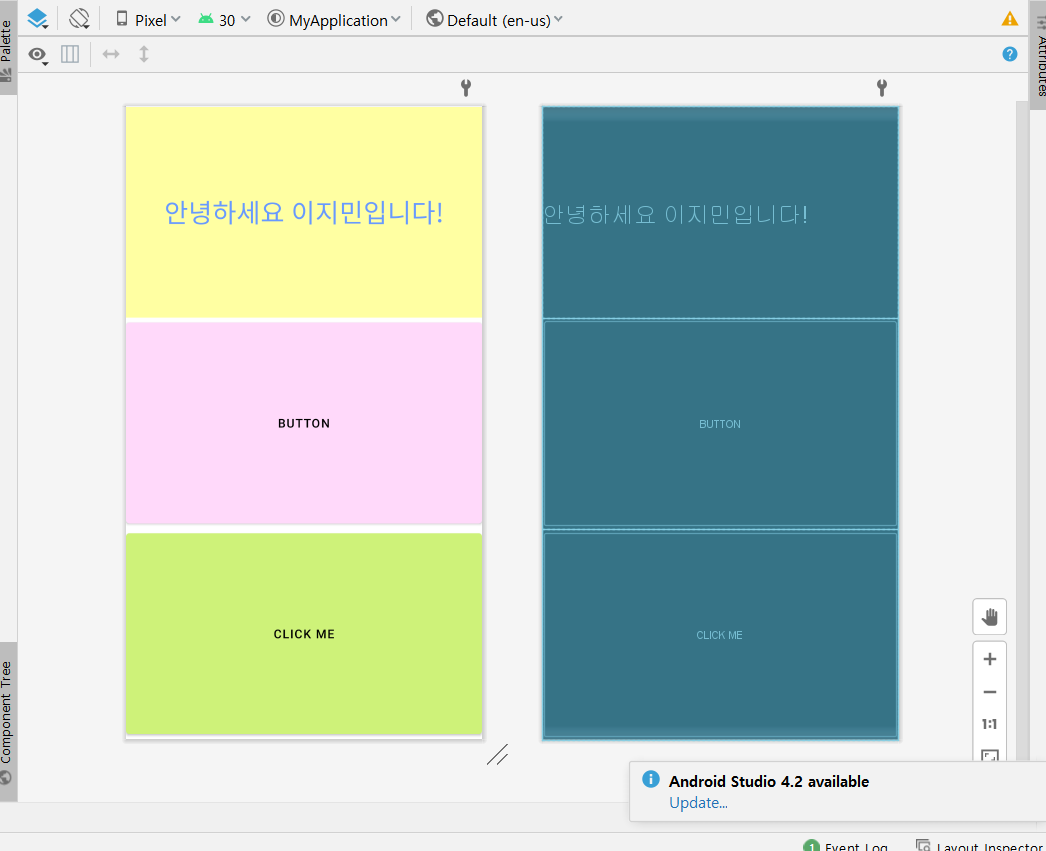 Palette
Pixel
30
MyApplication
Default (en-us)
Attributes
안녕하세요 이지민입니다!
안녕하세요 이지민입니다!
BUTTON
BUTTON
CLICK ME
CLICK ME
Component Tree
1:1
Android Studio 4.2 available
Update...
1 Event Log
Layout Inspector